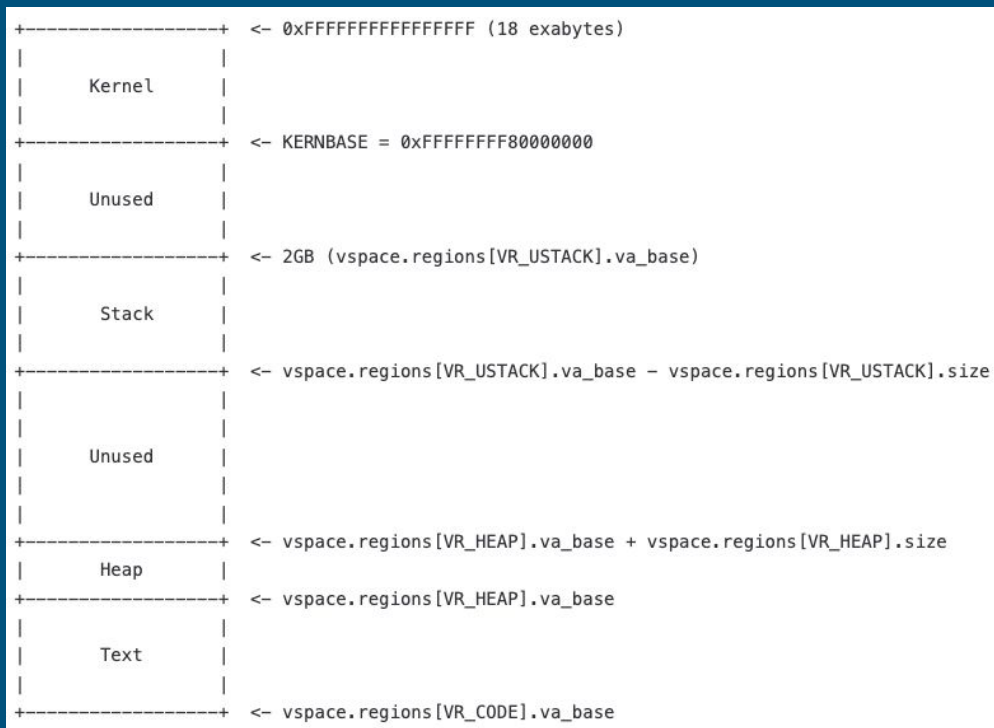 +------------------+ <- 0xFFFFFFFFFFFFFFFF (18 exabytes)
| |
| Kernel |
| |
+------------------+ <- KERNBASE = 0xFFFFFFFF80000000
| |
| Unused |
| |
+------------------+ <- 2GB (vspace.regions[VR_USTACK].va_base)
| |
| Stack |
| |
+------------------+ <- vspace.regions[VR_USTACK].va_base - vspace.regions[VR_USTACK].size
| |
| |
| Unused |
| |
| |
+------------------+ <- vspace.regions[VR_HEAP].va_base + vspace.regions[VR_HEAP].size
| Heap |
+------------------+ <- vspace.regions[VR_HEAP].va_base
| |
| Text |
| |
+------------------+ <- vspace.regions[VR_CODE].va_base